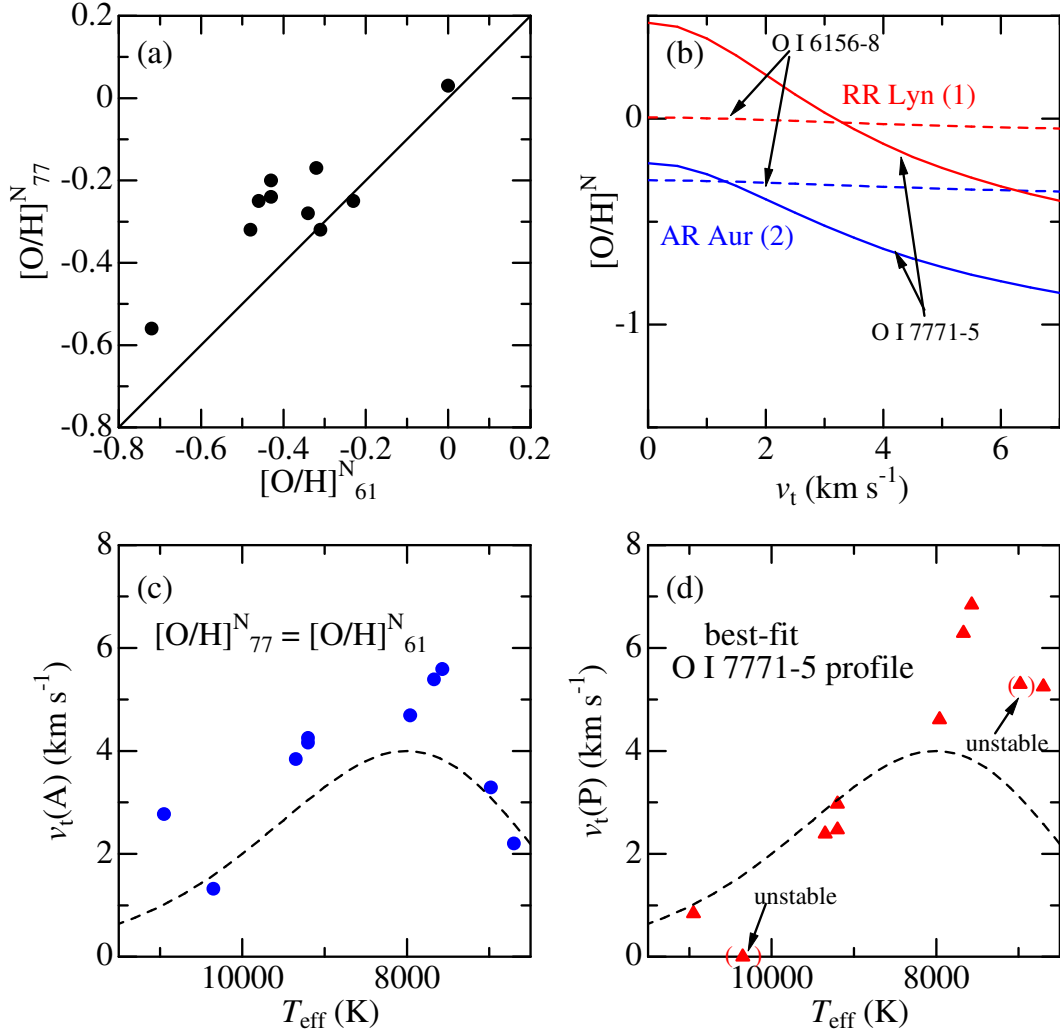 (a)
[O/H]ᴺ₇₇
0.2
0
-0.2
-0.4
-0.6
-0.8
-0.8 -0.6 -0.4 -0.2 0 0.2
[O/H]ᴺ₆₁
(b)
O I 6156-8
RR Lyn (1)
AR Aur (2)
O I 7771-5
[O/H]ᴺ
0
-1
0 2 4 6
vₜ (km s⁻¹)
(c)
[O/H]ᴺ₇₇ = [O/H]ᴺ₆₁
vₜ(A) (km s⁻¹)
8
6
4
2
0
10000 8000
T_eff (K)
(d)
best-fit
O I 7771-5 profile
( )
unstable
unstable
( )
vₜ(P) (km s⁻¹)
8
6
4
2
0
10000 8000
T_eff (K)